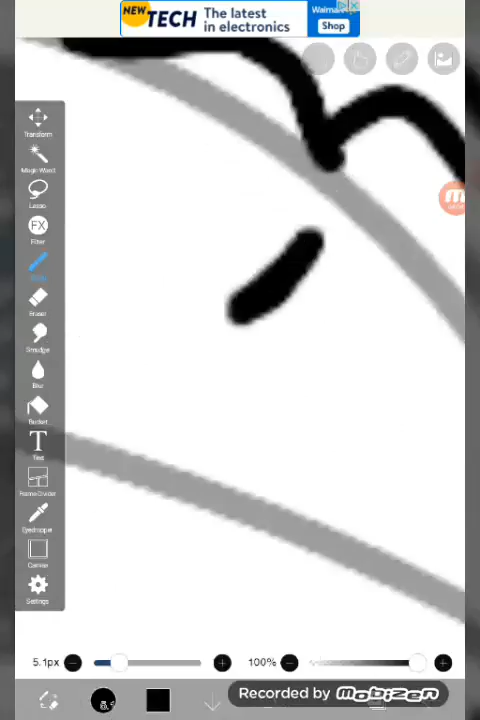 NEW
TECH
The latest
in electronics
Walmart
Shop
Transform
Magic Wand
Lasso
FX
Filter
Eraser
Smudge
Blur
Bucket
T
Text
Frame Divider
Eyedropper
Canvas
Settings
5.1px
100%
Recorded by MOBIZEN